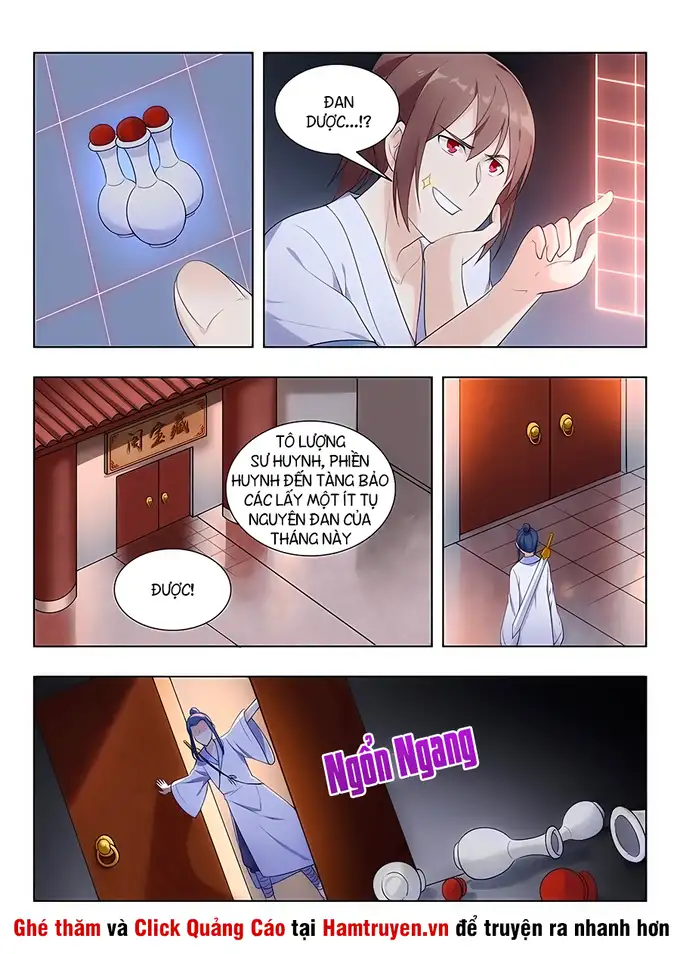 ĐAN
DƯỢC...!?
閣宝藏
TÔ LƯỢNG
SƯ HUYNH, PHIỀN
HUYNH ĐẾN TÀNG BẢO
CÁC LẤY MỘT ÍT TỤ
NGUYÊN ĐAN CỦA
THÁNG NÀY
ĐƯỢC!
NGỔN NGANG
Ghé thăm và Click Quảng Cáo tại Hamtruyen.vn để truyện ra nhanh hơn